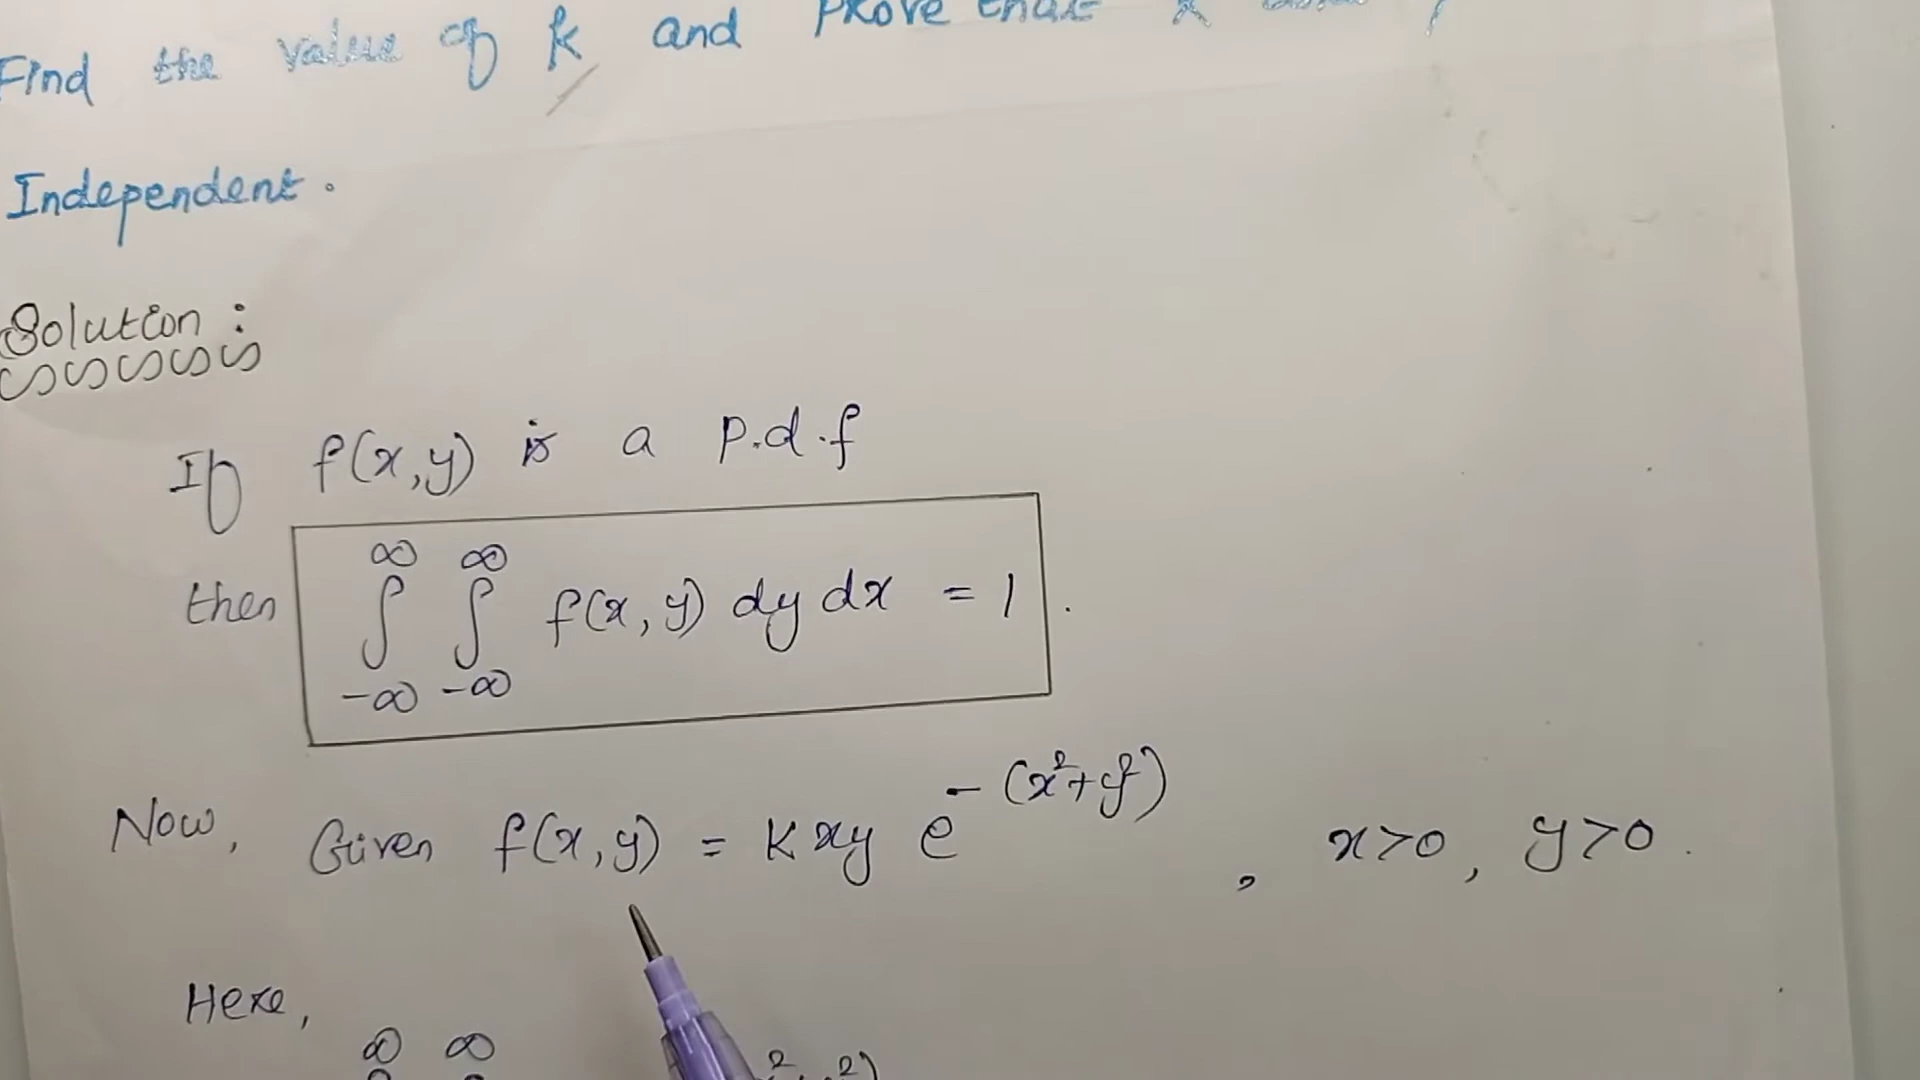 Find the value of k and Prove that
Independent.
Solution:
If f(x,y) is a p.d.f
then ∫_{-∞}^{∞} ∫_{-∞}^{∞} f(x,y) dy dx = 1.
Now, Given f(x,y) = Kxy e^{-(x²+y²)}, x>0, y>0.
Here,
∞ ∞